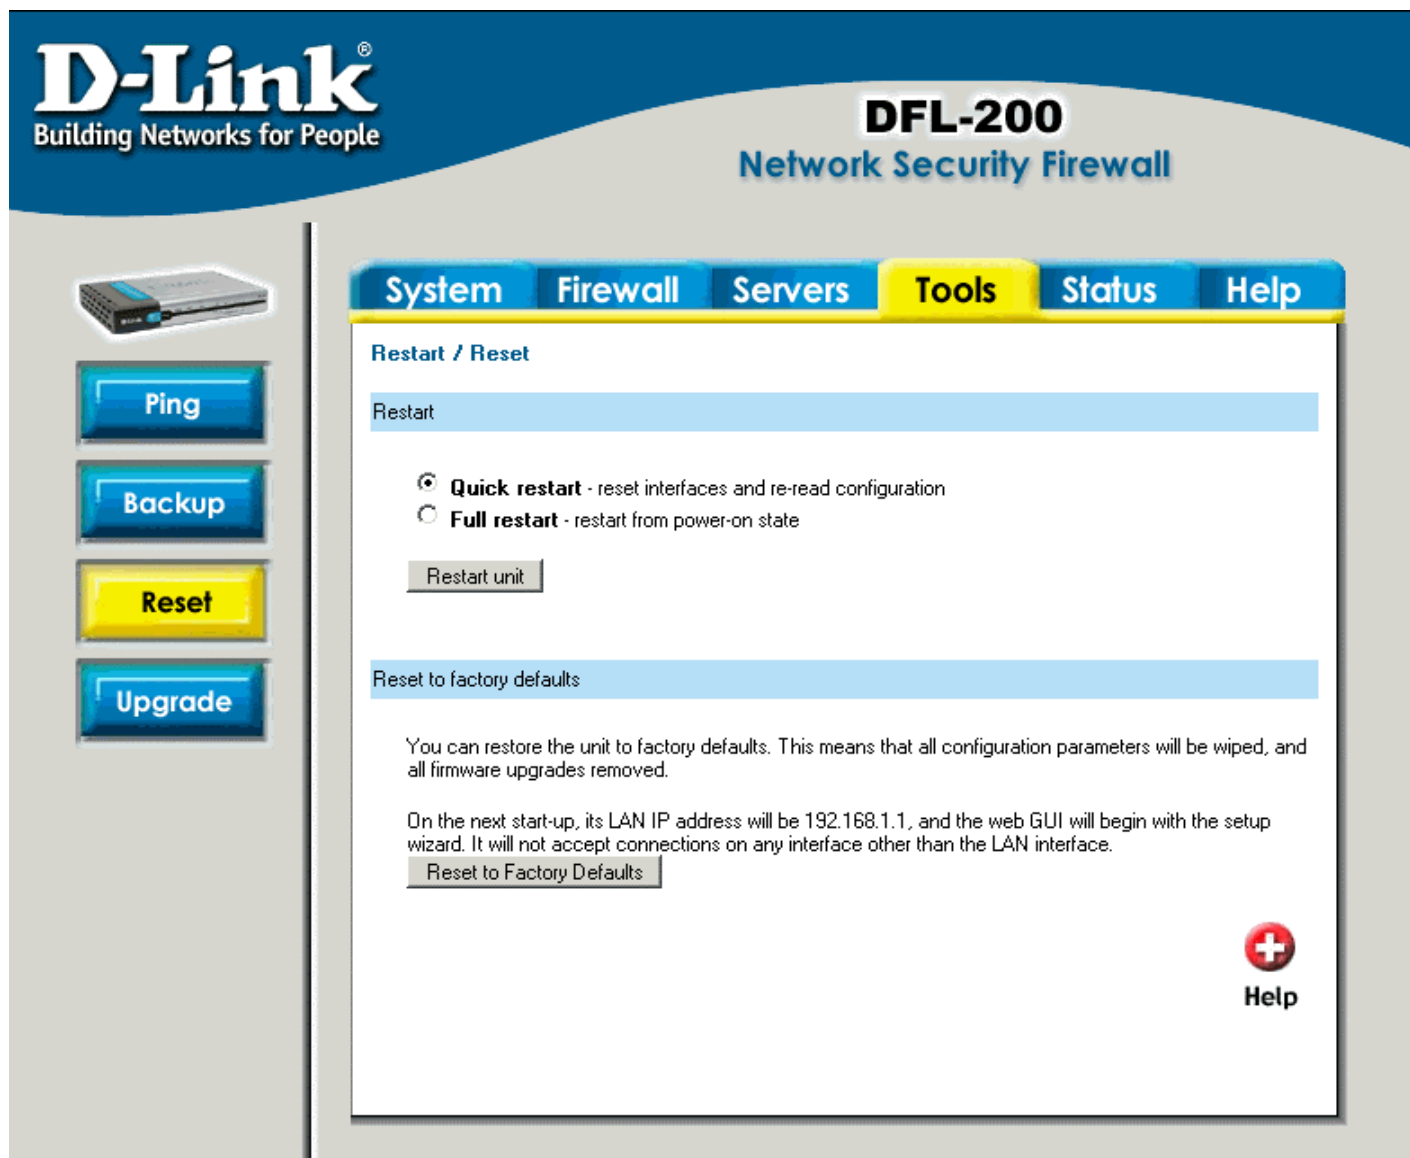 D-Link®
Building Networks for People
DFL-200
Network Security Firewall
System Firewall Servers Tools Status Help
Ping
Backup
Reset
Upgrade
Restart / Reset
Restart
Quick restart - reset interfaces and re-read configuration
Full restart - restart from power-on state
Restart unit
Reset to factory defaults
You can restore the unit to factory defaults. This means that all configuration parameters will be wiped, and
all firmware upgrades removed.
On the next start-up, its LAN IP address will be 192.168.1.1, and the web GUI will begin with the setup
wizard. It will not accept connections on any interface other than the LAN interface.
Reset to Factory Defaults
Help